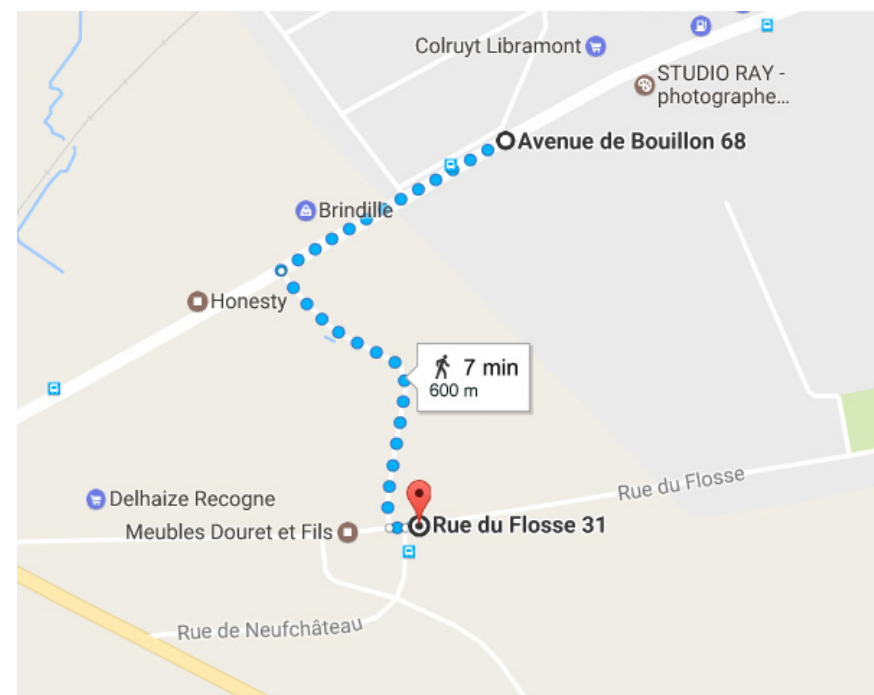 Colruyt Libramont
STUDIO RAY -
photographe...
Avenue de Bouillon 68
Brindille
Honesty
7 min
600 m
Rue du Flosse
Delhaize Recogne
Rue du Flosse 31
Meubles Douret et Fils
Rue de Neufchâteau